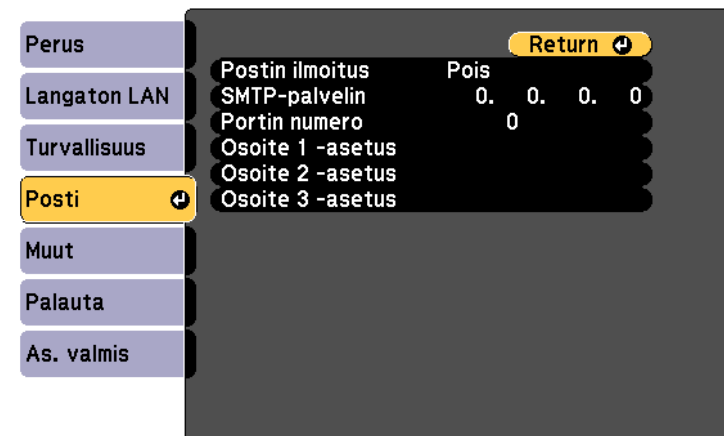 Perus
Langaton LAN
Turvallisuus
Posti
Muut
Palauta
As. valmis
Return
Postin ilmoitus Pois
SMTP-palvelin 0. 0. 0. 0
Portin numero 0
Osoite 1 -asetus
Osoite 2 -asetus
Osoite 3 -asetus